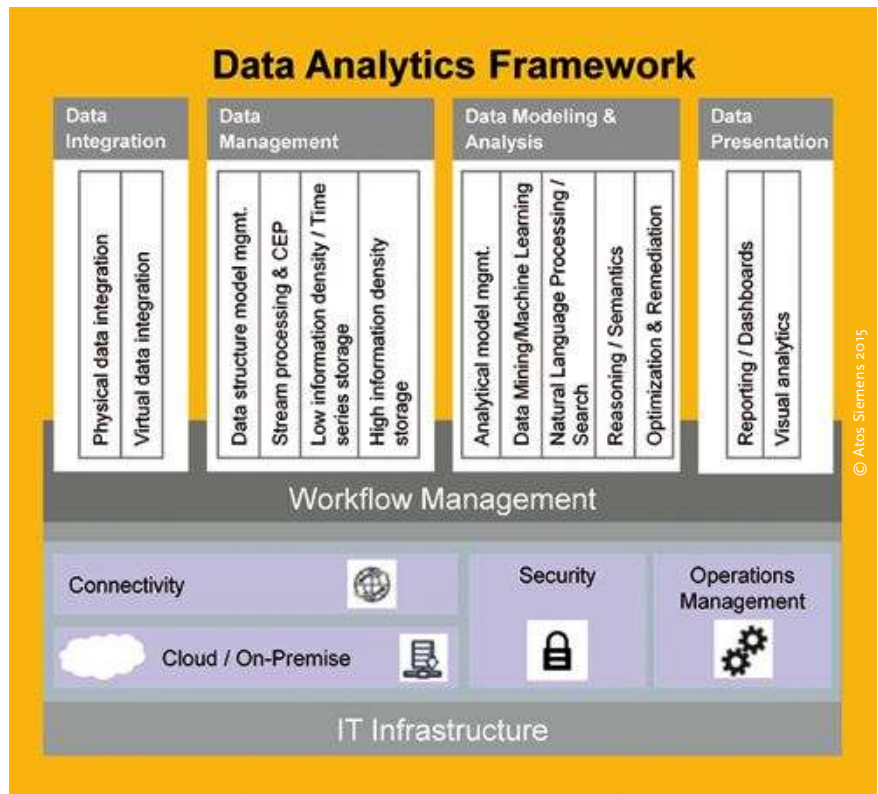 Data Analytics Framework
Data
Integration
Physical data integration
Virtual data integration
Data
Management
Data structure model mgmt.
Stream processing & CEP
Low information density / Time
series storage
High information density
storage
Data Modeling &
Analysis
Analytical model mgmt.
Data Mining/Machine Learning
Natural Language Processing /
Search
Reasoning / Semantics
Optimization & Remediation
Data
Presentation
Reporting / Dashboards
Visual analytics
© Atos Siemens 2015
Workflow Management
Connectivity
Cloud / On-Premise
Security
Operations
Management
IT Infrastructure